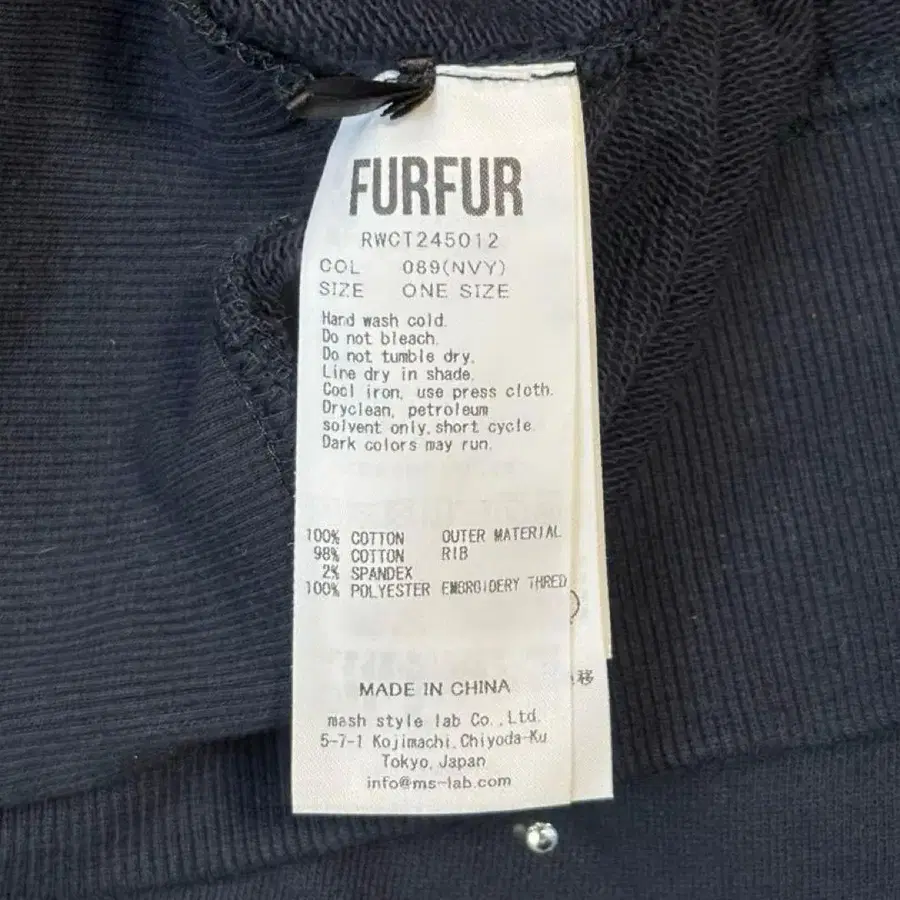 FURFUR
RWCT245012
COL 089(NVY)
SIZE ONE SIZE
Hand wash cold.
Do not bleach.
Do not tumble dry.
Line dry in shade.
Cool iron, use press cloth.
Dryclean, petroleum
solvent only, short cycle.
Dark colors may run.
100% COTTON OUTER MATERIAL
98% COTTON RIB
2% SPANDEX
100% POLYESTER EMBROIDERY THRED
移
MADE IN CHINA
mash style lab Co.,Ltd.
5-7-1 Kojimachi,Chiyoda-Ku
Tokyo,Japan
info@ms-lab.com